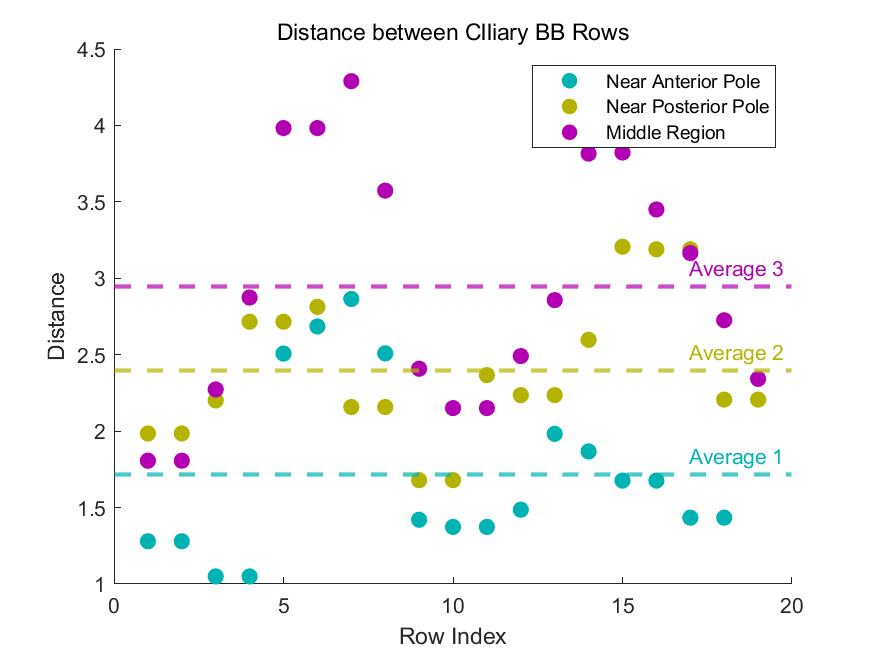 Distance between CIliary BB Rows
4.5
4
3.5
3
2.5
2
1.5
1
Distance
Near Anterior Pole
Near Posterior Pole
Middle Region
Average 3
Average 2
Average 1
0
5
10
15
20
Row Index